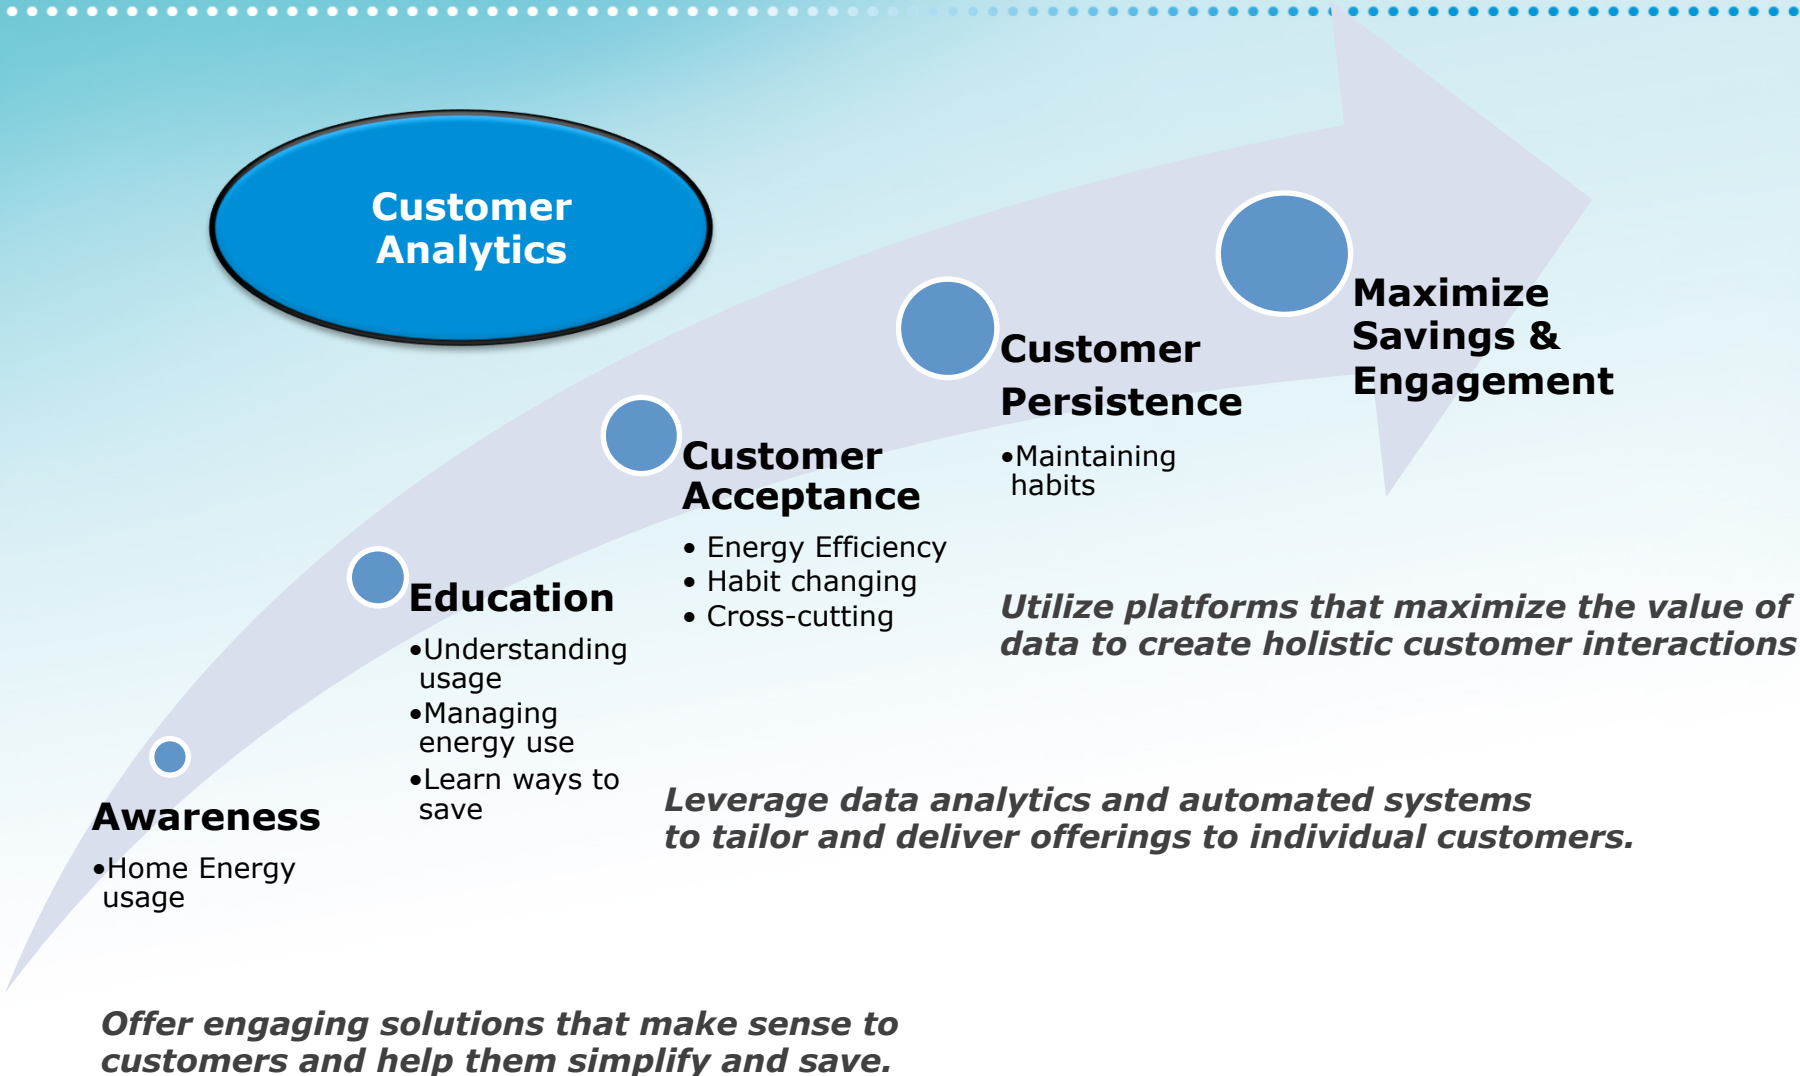 Customer
Analytics
Maximize
Savings &
Engagement
Customer
Persistence
•Maintaining
habits
Customer
Acceptance
• Energy Efficiency
• Habit changing
• Cross-cutting
Education
•Understanding
usage
•Managing
energy use
•Learn ways to
save
Awareness
•Home Energy
usage
Utilize platforms that maximize the value of
data to create holistic customer interactions
Leverage data analytics and automated systems
to tailor and deliver offerings to individual customers.
Offer engaging solutions that make sense to
customers and help them simplify and save.